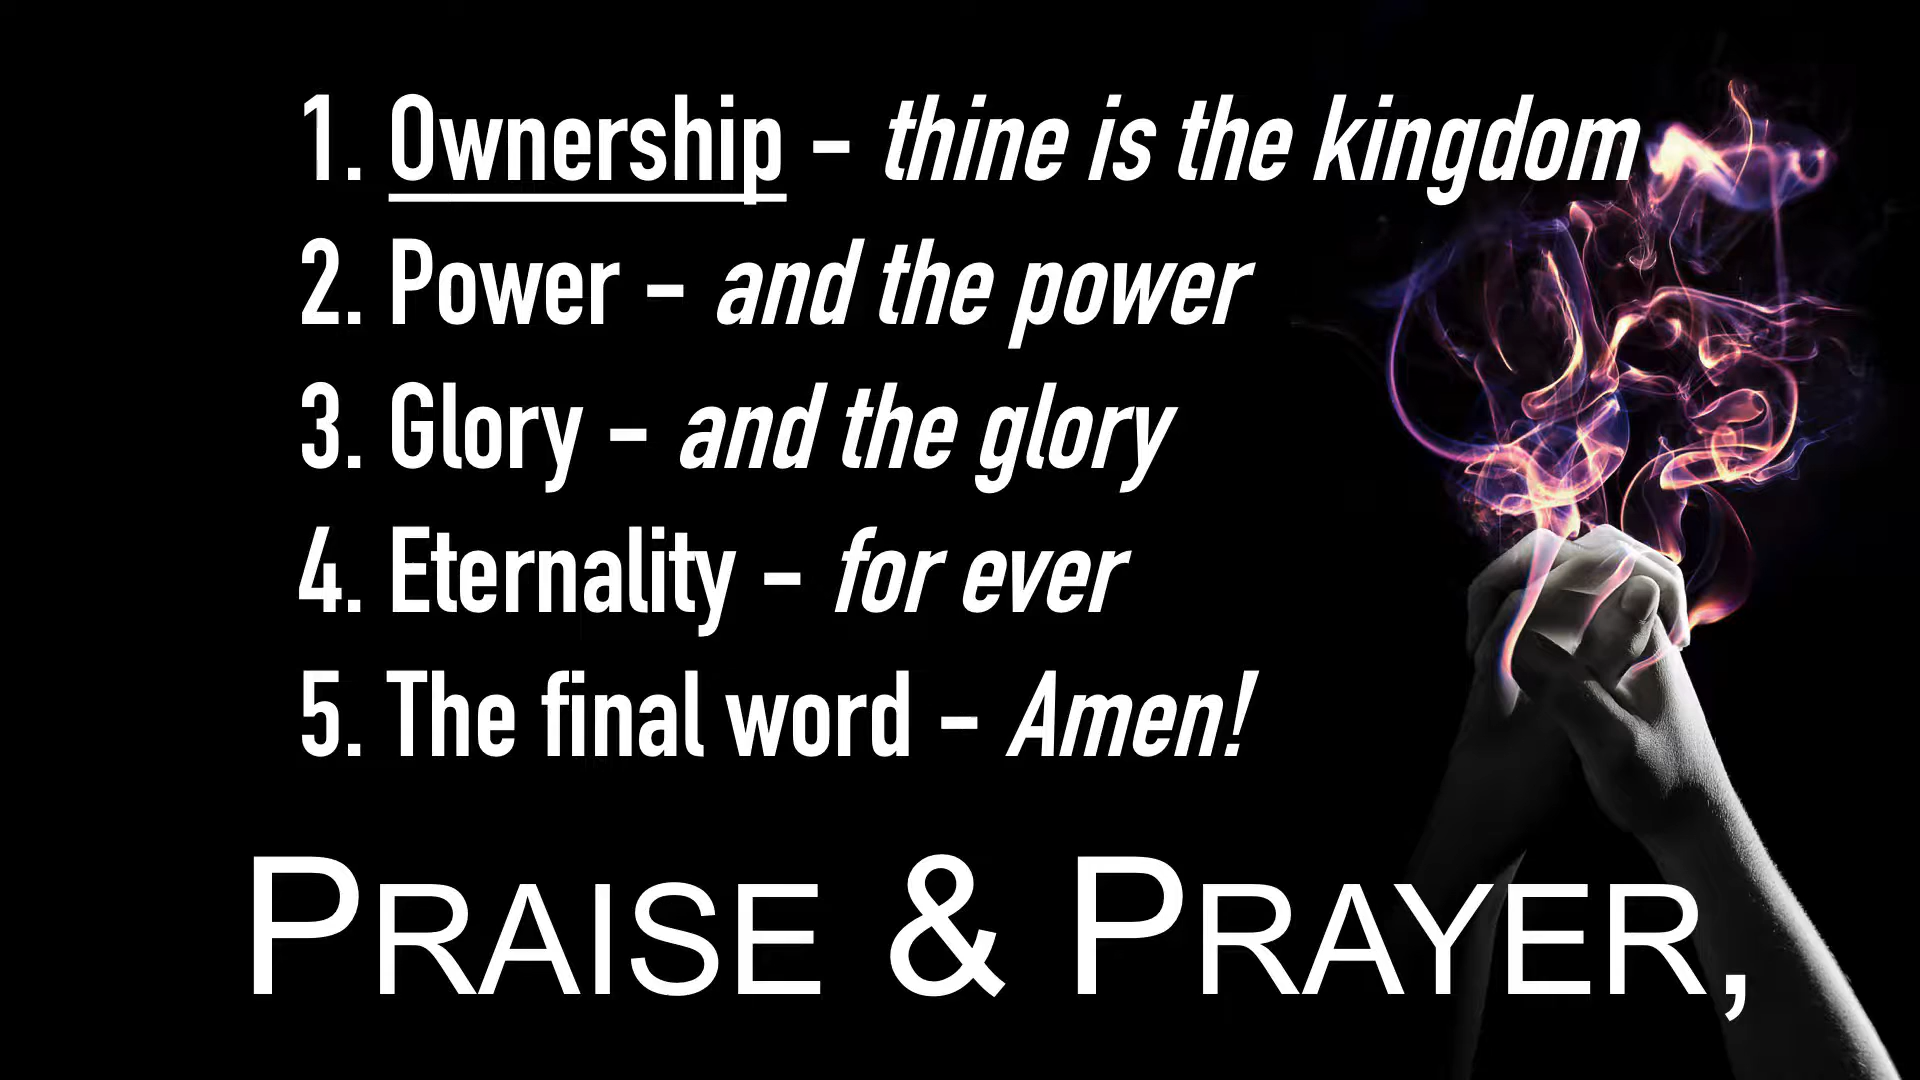 1. Ownership – thine is the kingdom
2. Power – and the power
3. Glory – and the glory
4. Eternality – for ever
5. The final word – Amen!
PRAISE & PRAYER,